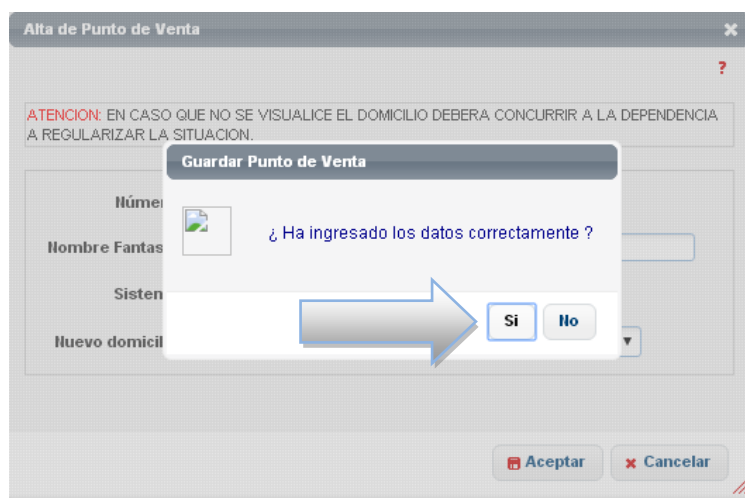 Alta de Punto de Venta
?
ATENCION: EN CASO QUE NO SE VISUALICE EL DOMICILIO DEBERA CONCURRIR A LA DEPENDENCIA
A REGULARIZAR LA SITUACION.
Guardar Punto de Venta
¿ Ha ingresado los datos correctamente ?
Si No
Númer
Nombre Fantas
Sisten
Nuevo domicil
Aceptar Cancelar